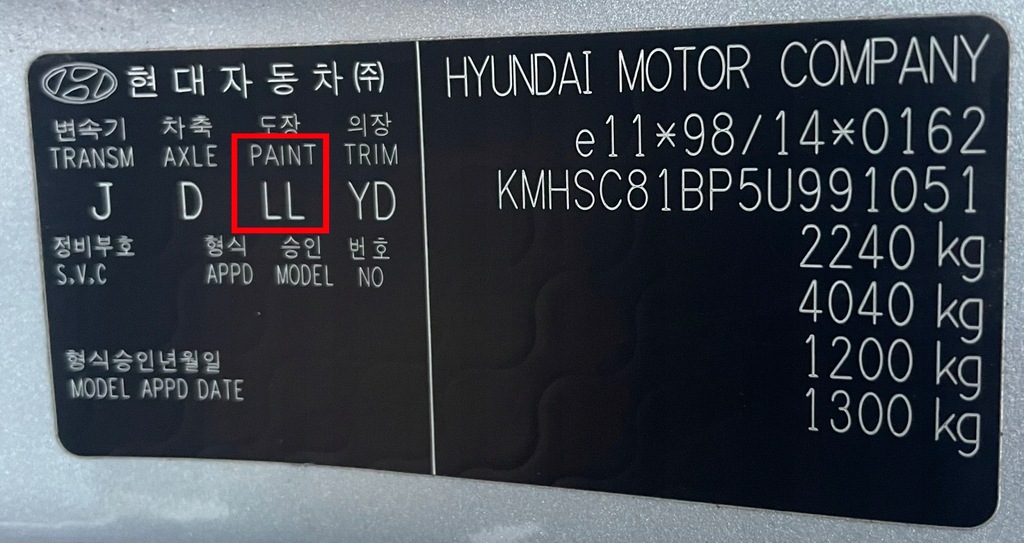 현대자동차㈜
변속기 차축 도장 의장
TRANSM AXLE PAINT TRIM
J D LL YD
정비부호 형식 승인 번호
S.V.C APPD MODEL NO
형식승인년월일
MODEL APPD DATE
HYUNDAI MOTOR COMPANY
e11*98/14*0162
KMHSC81BP5U991051
2240 kg
4040 kg
1200 kg
1300 kg